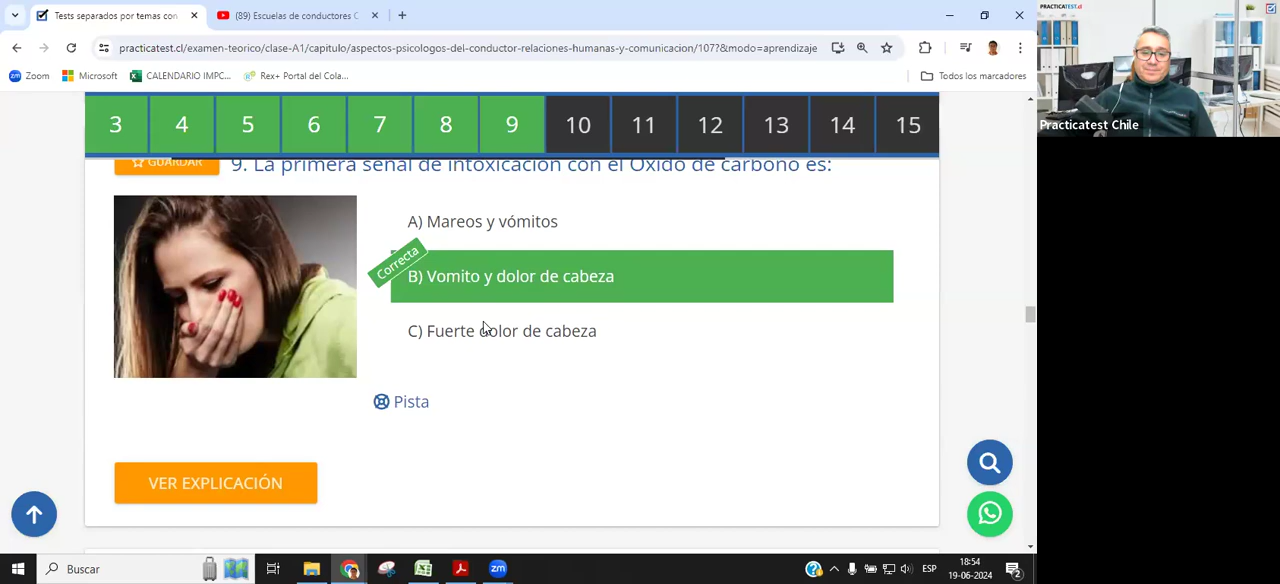 Tests separados por temas con
(89) Escuelas de conductores C
practicatest.cl/examen-teorico/clase-A1/capitulo/aspectos-psicologos-del-conductor-relaciones-humanas-y-comunicacion/107?&modo=aprendizaje
Zoom
Microsoft
CALENDARIO IMPC...
Rex+ Portal del Cola...
Todos los marcadores
PRACTICATEST.cl
Practicatest Chile
3 4 5 6 7 8 9 10 11 12 13 14 15
GUARDAR
9. La primera señal de intoxicación con el Óxido de carbono es:
A) Mareos y vómitos
Correcta
B) Vomito y dolor de cabeza
C) Fuerte dolor de cabeza
Pista
VER EXPLICACIÓN
Buscar
zm
ESP
18:54
19-06-2024
2